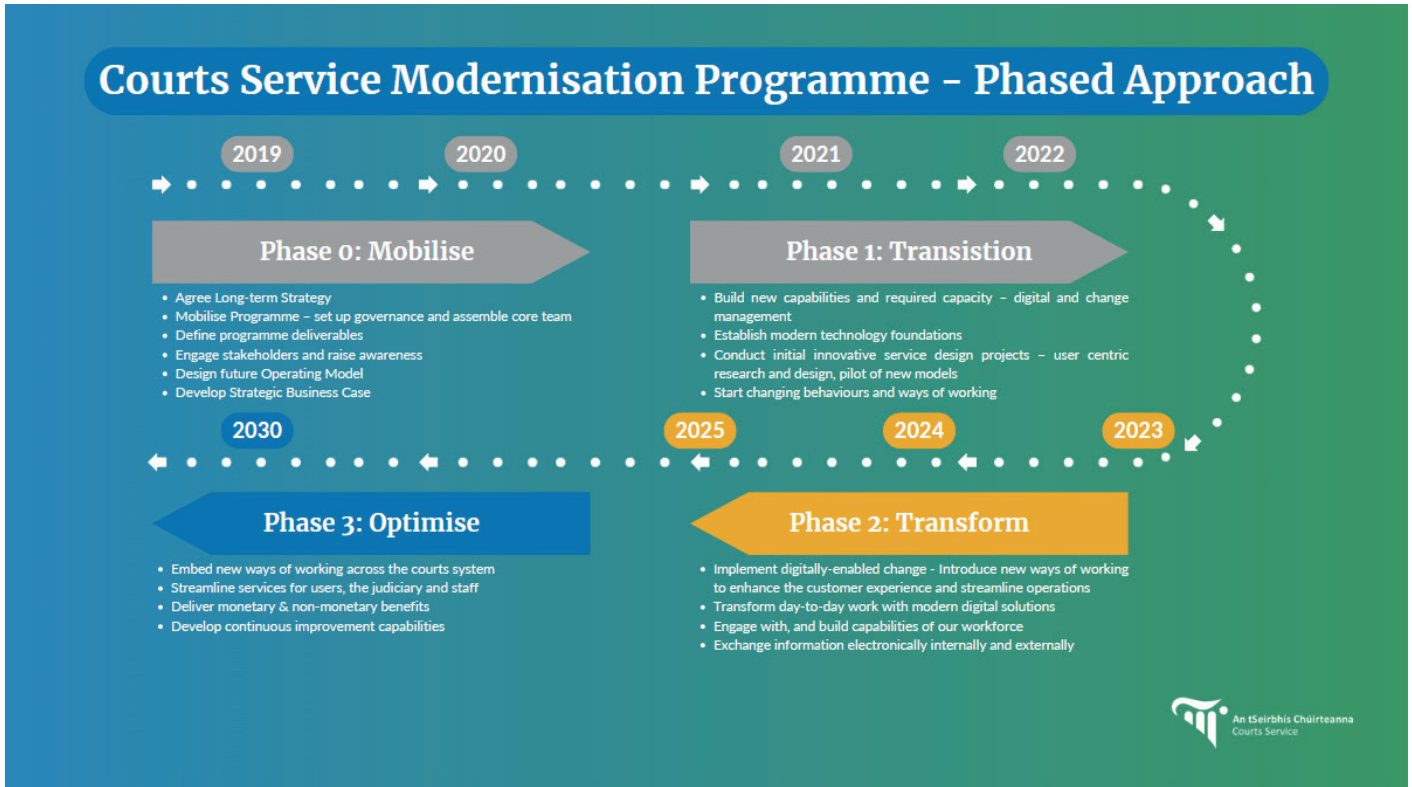 Courts Service Modernisation Programme – Phased Approach
2019
2020
2021
2022
Phase 0: Mobilise
• Agree Long-term Strategy
• Mobilise Programme – set up governance and assemble core team
• Define programme deliverables
• Engage stakeholders and raise awareness
• Design future Operating Model
• Develop Strategic Business Case
Phase 1: Transistion
• Build new capabilities and required capacity – digital and change
management
• Establish modern technology foundations
• Conduct initial innovative service design projects – user centric
research and design, pilot of new models
• Start changing behaviours and ways of working
2023
2024
2025
2030
Phase 2: Transform
• Implement digitally-enabled change - Introduce new ways of working
to enhance the customer experience and streamline operations
• Transform day-to-day work with modern digital solutions
• Engage with, and build capabilities of our workforce
• Exchange information electronically internally and externally
Phase 3: Optimise
• Embed new ways of working across the courts system
• Streamline services for users, the judiciary and staff
• Deliver monetary & non-monetary benefits
• Develop continuous improvement capabilities
An tSeirbhís Chúirteanna
Courts Service